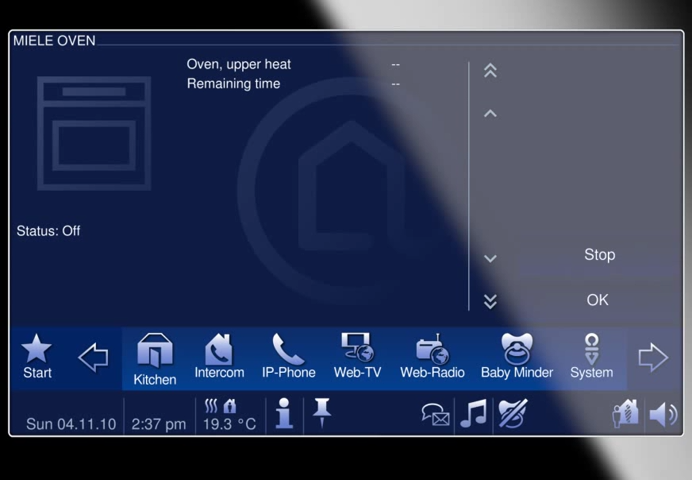 MIELE OVEN
Oven, upper heat --
Remaining time --
Status: Off
Stop
OK
Start
Kitchen
Intercom
IP-Phone
Web-TV
Web-Radio
Baby Minder
System
Sun 04.11.10
2:37 pm
19.3 °C